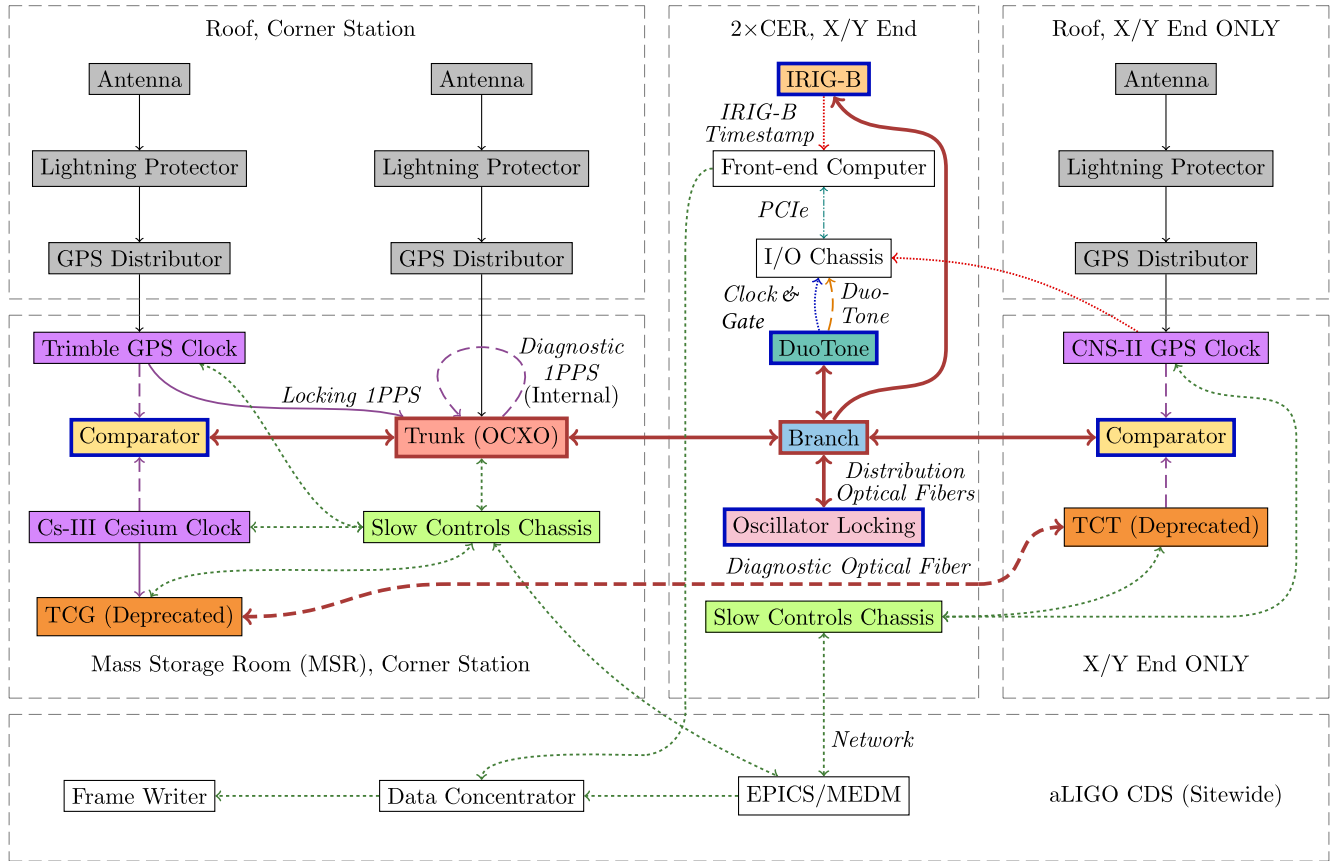 Roof, Corner Station
2×CER, X/Y End
Roof, X/Y End ONLY
Antenna
Antenna
IRIG-B
Antenna
IRIG-B
Timestamp
Lightning Protector
Lightning Protector
Front-end Computer
Lightning Protector
PCIe
GPS Distributor
GPS Distributor
I/O Chassis
GPS Distributor
Clock &
Gate
Duo-
Tone
Trimble GPS Clock
Diagnostic
1PPS
(Internal)
DuoTone
CNS-II GPS Clock
Locking 1PPS
Comparator
Trunk (OCXO)
Branch
Comparator
Distribution
Optical Fibers
Cs-III Cesium Clock
Slow Controls Chassis
Oscillator Locking
TCT (Deprecated)
Diagnostic Optical Fiber
TCG (Deprecated)
Slow Controls Chassis
Mass Storage Room (MSR), Corner Station
X/Y End ONLY
Network
Frame Writer
Data Concentrator
EPICS/MEDM
aLIGO CDS (Sitewide)